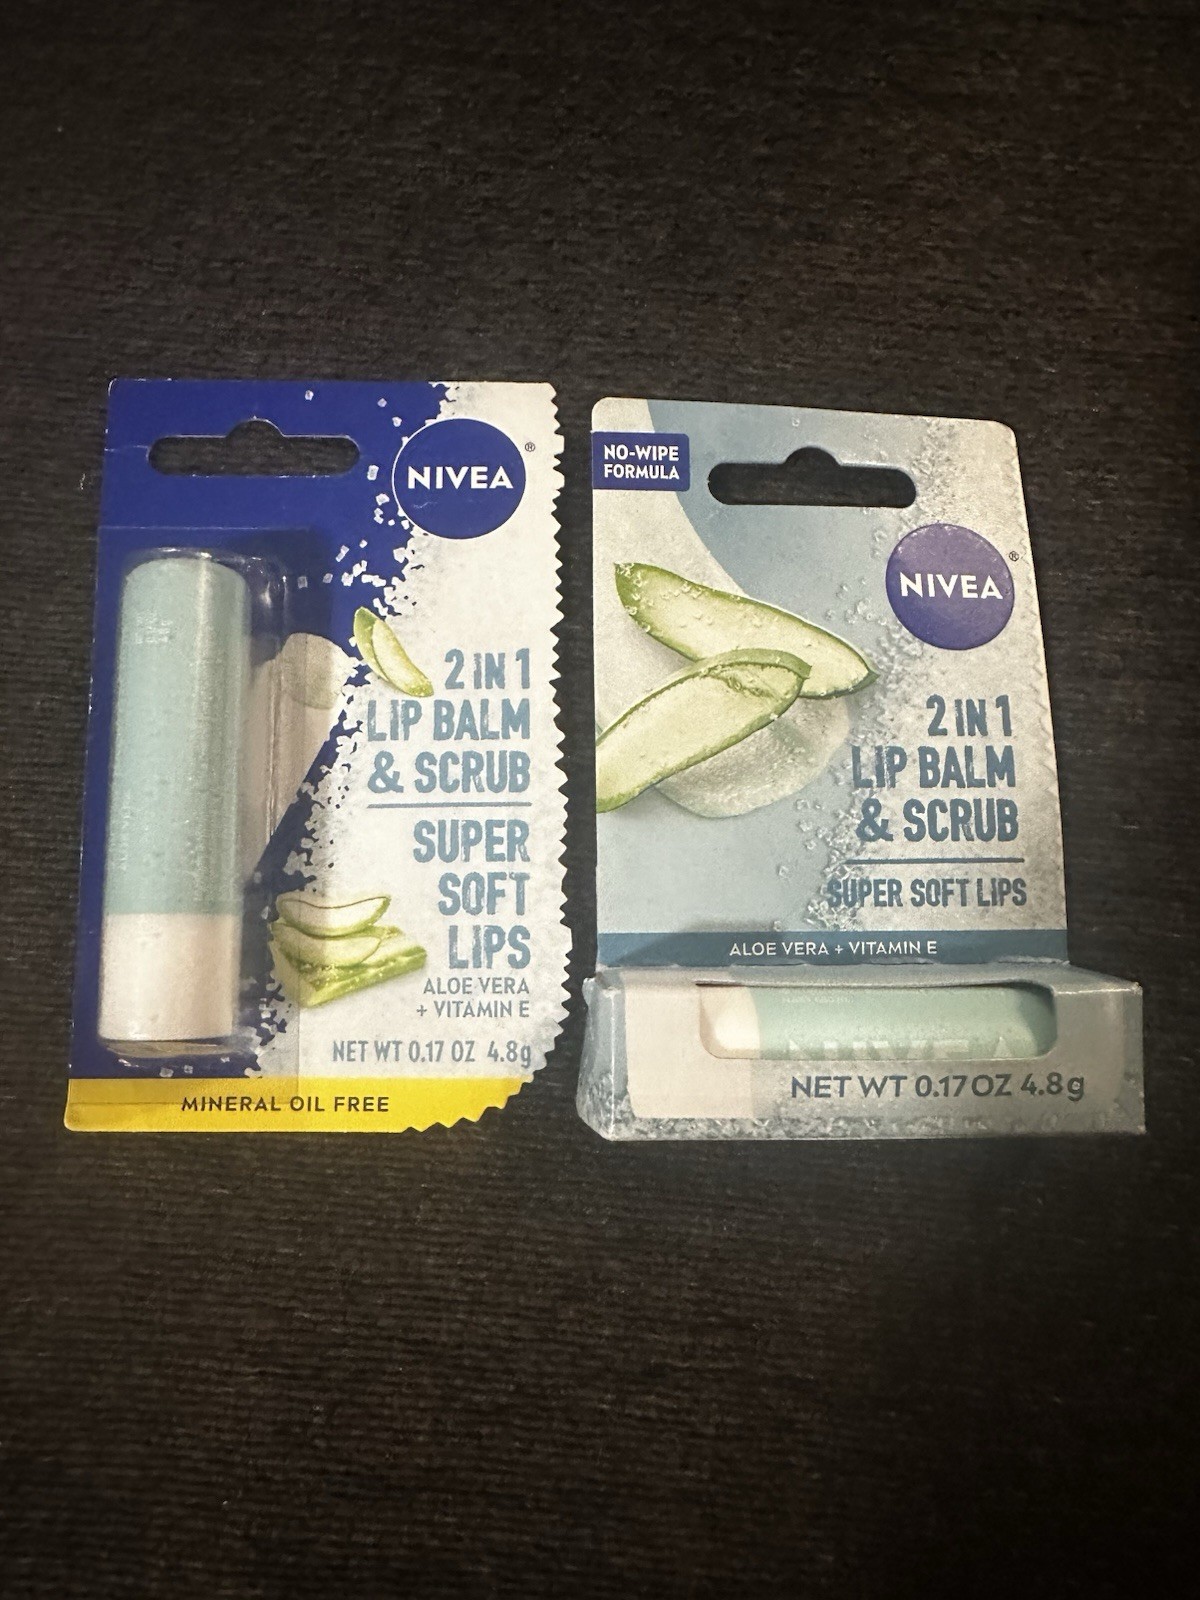 NIVEA®
2 IN 1
LIP BALM
& SCRUB
SUPER
SOFT
LIPS
ALOE VERA
+ VITAMIN E
NET WT 0.17 OZ 4.8g
MINERAL OIL FREE
NO-WIPE
FORMULA
NIVEA®
2 IN 1
LIP BALM
& SCRUB
SUPER SOFT LIPS
ALOE VERA + VITAMIN E
NIVEA
NET WT 0.17 OZ 4.8g